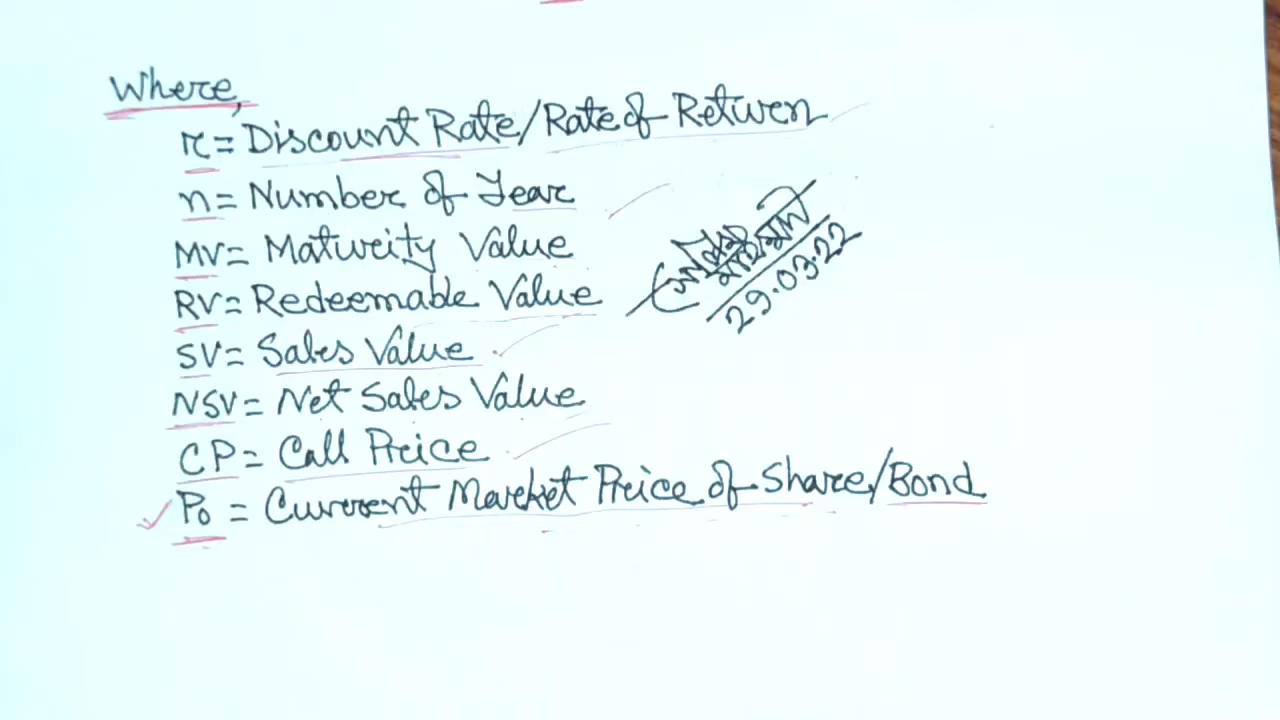 Where,
r = Discount Rate/Rate of Return
n = Number of Year
MV = Maturity Value
RV = Redeemable Value
SV = Sales Value
NSV = Net Sales Value
CP = Call Price
P₀ = Current Market Price of Share/Bond
29.03.22